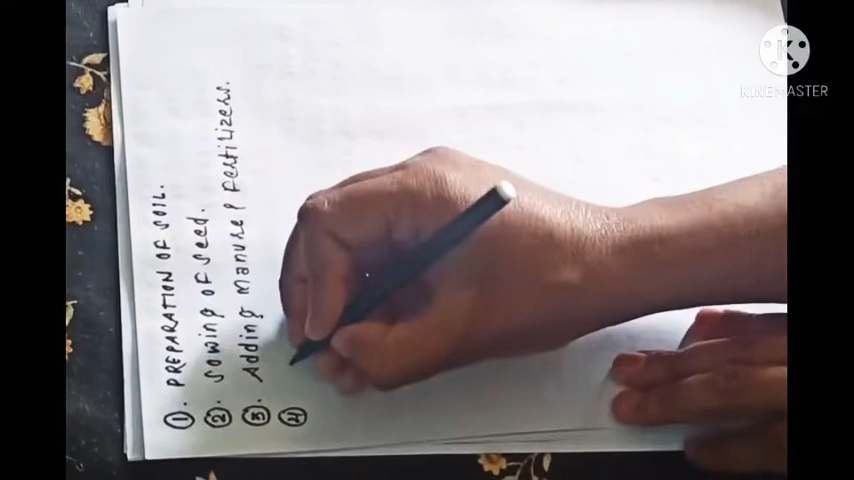 ① PREPARATION OF SOIL.
② Sowing OF seed.
③ Adding Manure & Fertilizers.
④
KINEMASTER